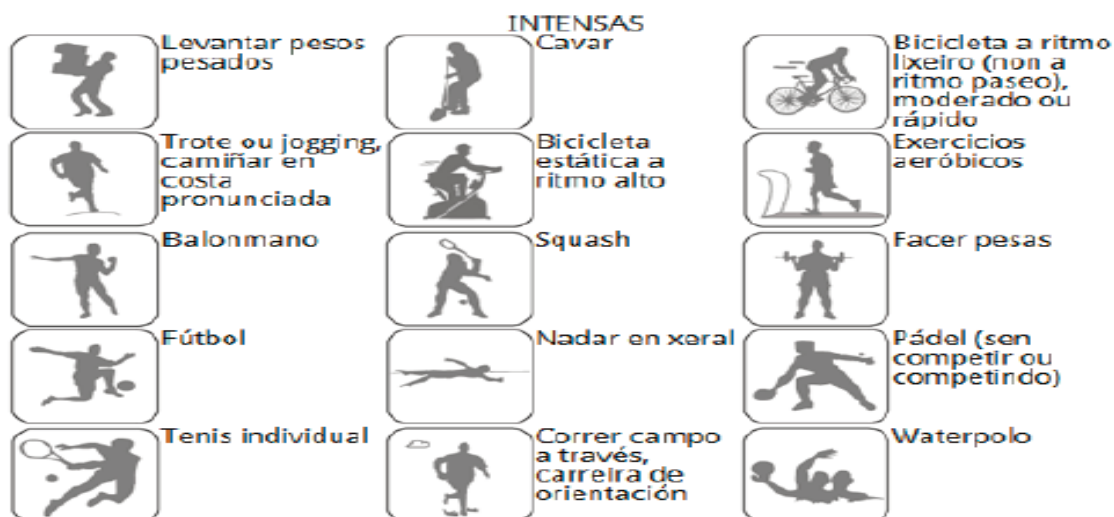 INTENSAS
Levantar pesos
pesados
Cavar
Bicicleta a ritmo
lixeiro (non a
ritmo paseo),
moderado ou
rápido
Trote ou jogging,
camiñar en
costa
pronunciada
Bicicleta
estática a
ritmo alto
Exercicios
aeróbicos
Balonmano
Squash
Facer pesas
Fútbol
Nadar en xeral
Pádel (sen
competir ou
competindo)
Tenis individual
Correr campo
a través,
carreira de
orientación
Waterpolo